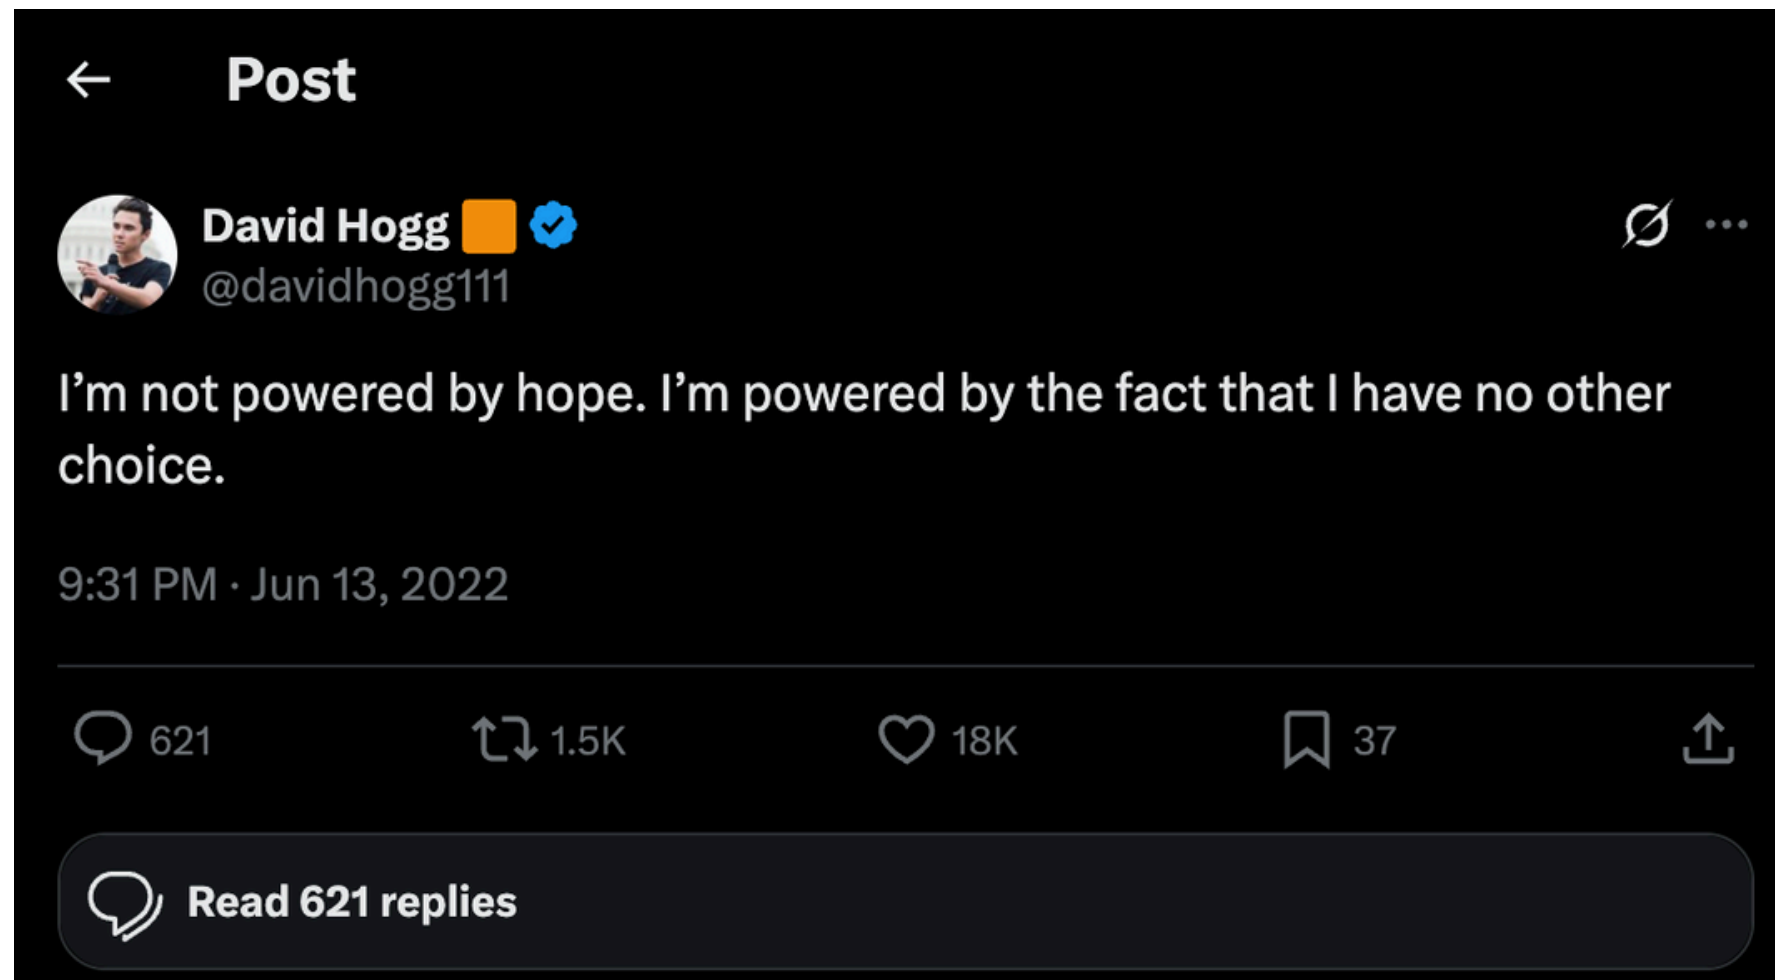 Post
David Hogg
@davidhogg111
I’m not powered by hope. I’m powered by the fact that I have no other
choice.
9:31 PM · Jun 13, 2022
621 1.5K 18K 37
Read 621 replies